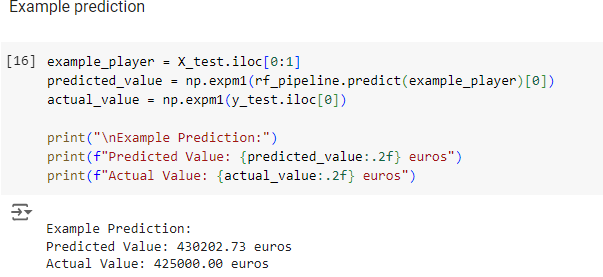 Example prediction
[16] example_player = X_test.iloc[0:1]
predicted_value = np.expm1(rf_pipeline.predict(example_player)[0])
actual_value = np.expm1(y_test.iloc[0])
print("\nExample Prediction:")
print(f"Predicted Value: {predicted_value:.2f} euros")
print(f"Actual Value: {actual_value:.2f} euros")
Example Prediction:
Predicted Value: 430202.73 euros
Actual Value: 425000.00 euros